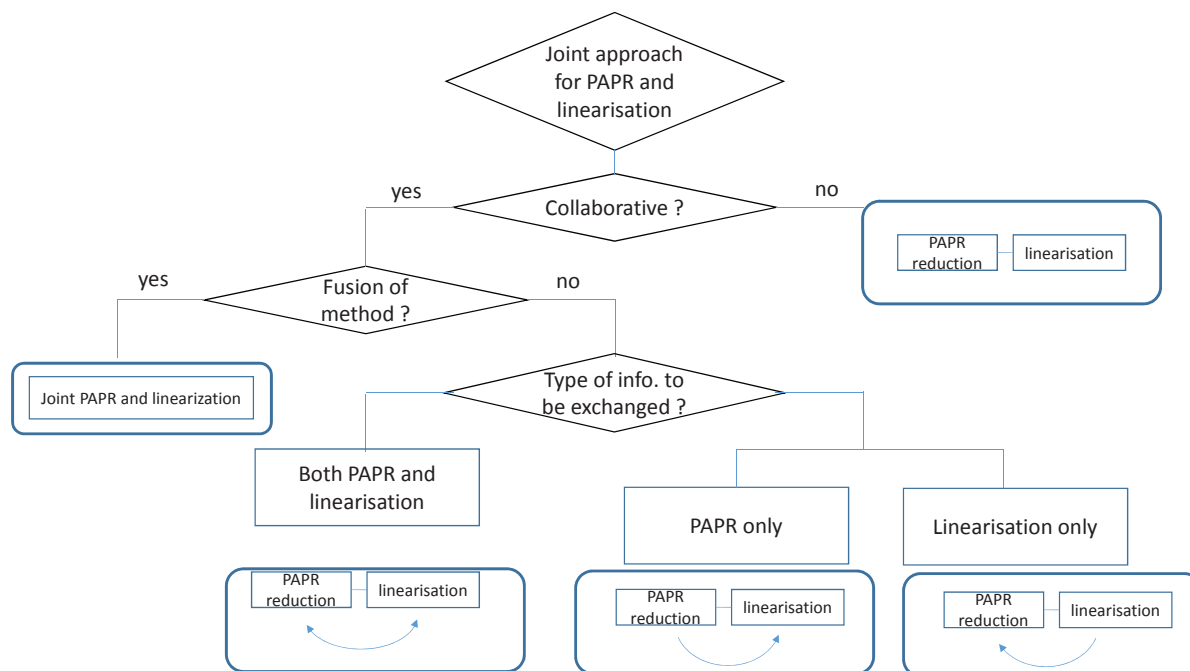 Joint approach
for PAPR and
linearisation
yes
no
Collaborative ?
PAPR
reduction
linearisation
yes
no
Fusion of
method ?
Joint PAPR and linearization
Type of info. to
be exchanged ?
Both PAPR and
linearisation
PAPR only
Linearisation only
PAPR
reduction
linearisation
PAPR
reduction
linearisation
PAPR
reduction
linearisation